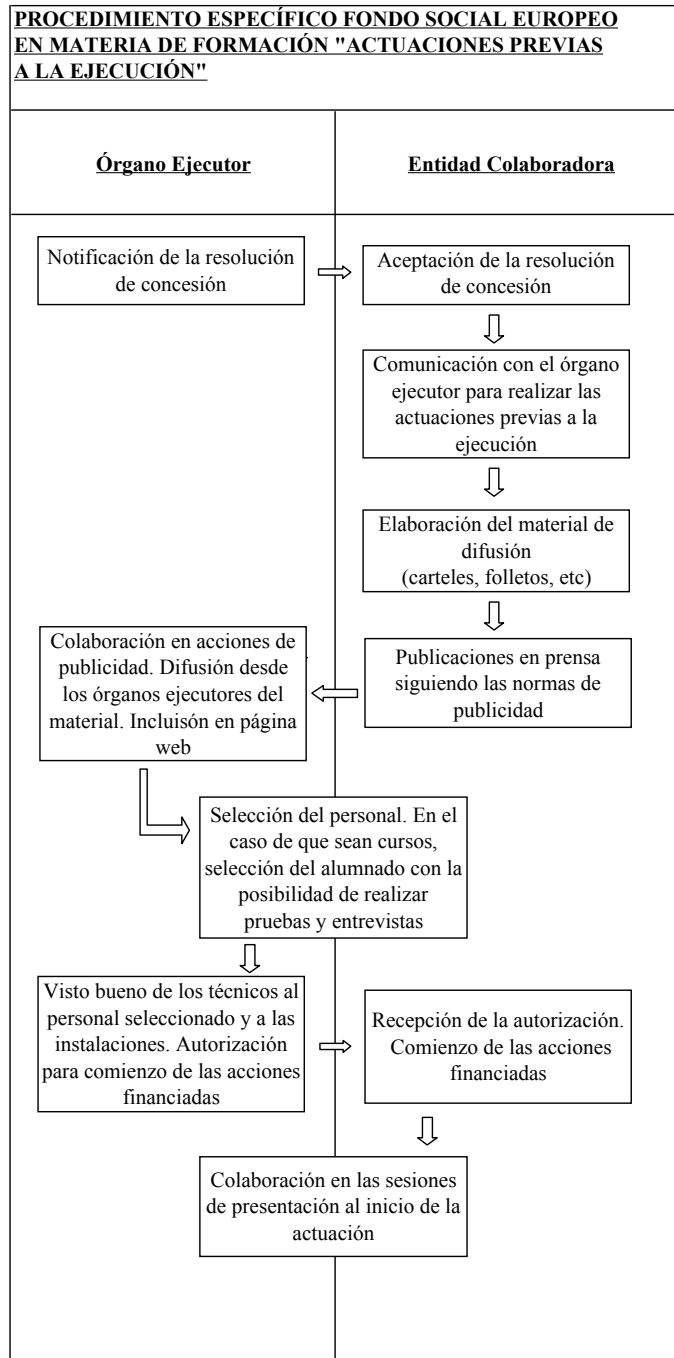 PROCEDIMIENTO ESPECÍFICO FONDO SOCIAL EUROPEO
EN MATERIA DE FORMACIÓN "ACTUACIONES PREVIAS
A LA EJECUCIÓN"
Órgano Ejecutor
Entidad Colaboradora
Notificación de la resolución
de concesión
Aceptación de la resolución
de concesión
Comunicación con el órgano
ejecutor para realizar las
actuaciones previas a la
ejecución
Elaboración del material de
difusión
(carteles, folletos, etc)
Publicaciones en prensa
siguiendo las normas de
publicidad
Colaboración en acciones de
publicidad. Difusión desde
los órganos ejecutores del
material. Incluisón en página
web
Selección del personal. En el
caso de que sean cursos,
selección del alumnado con la
posibilidad de realizar
pruebas y entrevistas
Visto bueno de los técnicos al
personal seleccionado y a las
instalaciones. Autorización
para comienzo de las acciones
financiadas
Recepción de la autorización.
Comienzo de las acciones
financiadas
Colaboración en las sesiones
de presentación al inicio de la
actuación